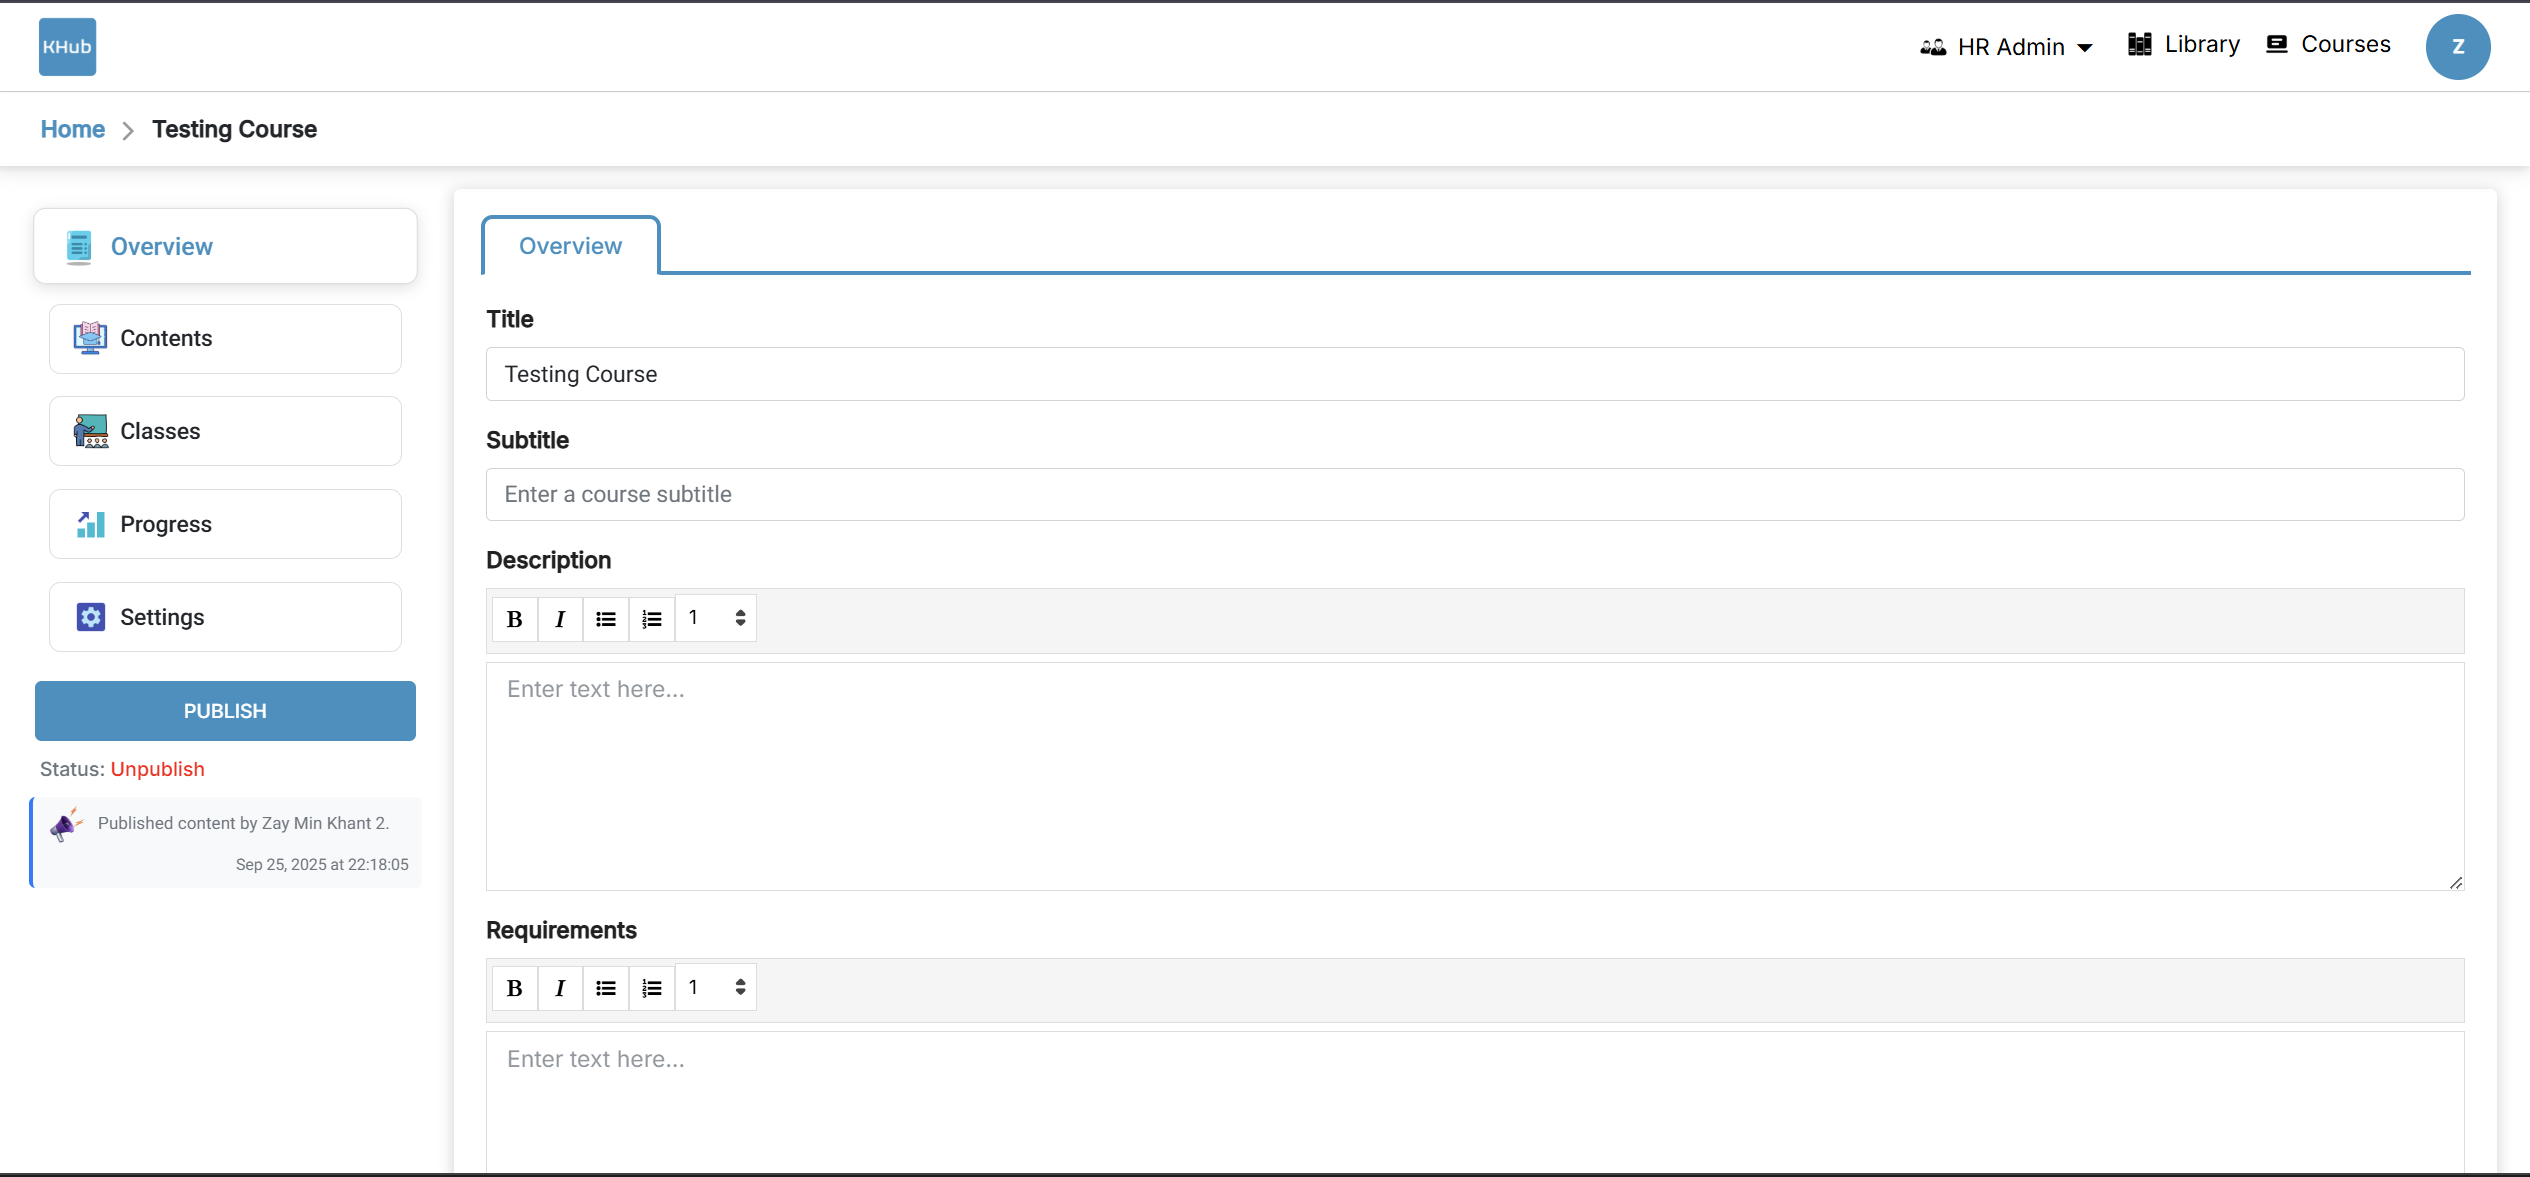 KHub
HR Admin
Library
Courses
Z
Home > Testing Course
Overview
Contents
Classes
Progress
Settings
PUBLISH
Status: Unpublish
Published content by Zay Min Khant 2.
Sep 25, 2025 at 22:18:05
Overview
Title
Testing Course
Subtitle
Enter a course subtitle
Description
B I 1
Enter text here...
Requirements
B I 1
Enter text here...